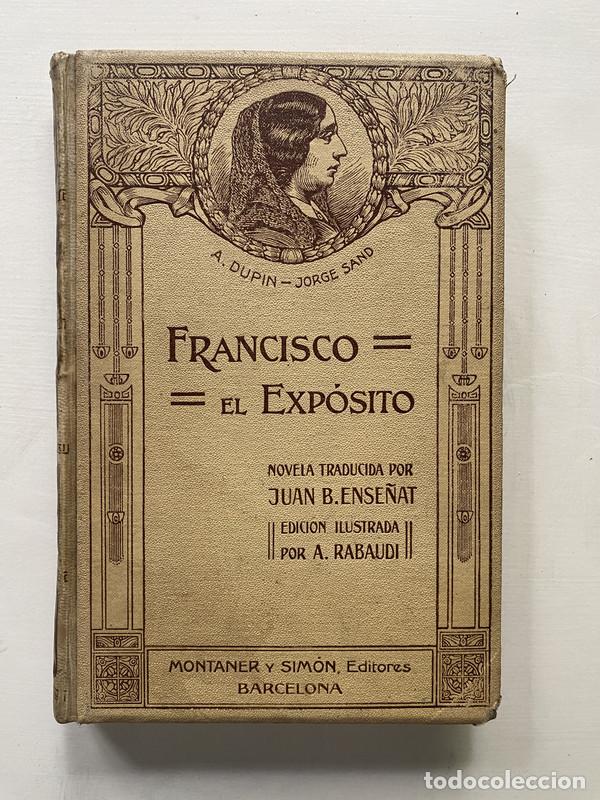 A. DUPIN — JORGE SAND
FRANCISCO
EL EXPÓSITO
NOVELA TRADUCIDA POR
JUAN B. ENSEÑAT
EDICION ILUSTRADA
POR A. RABAUDI
MONTANER Y SIMÓN, Editores
BARCELONA
todocoleccion